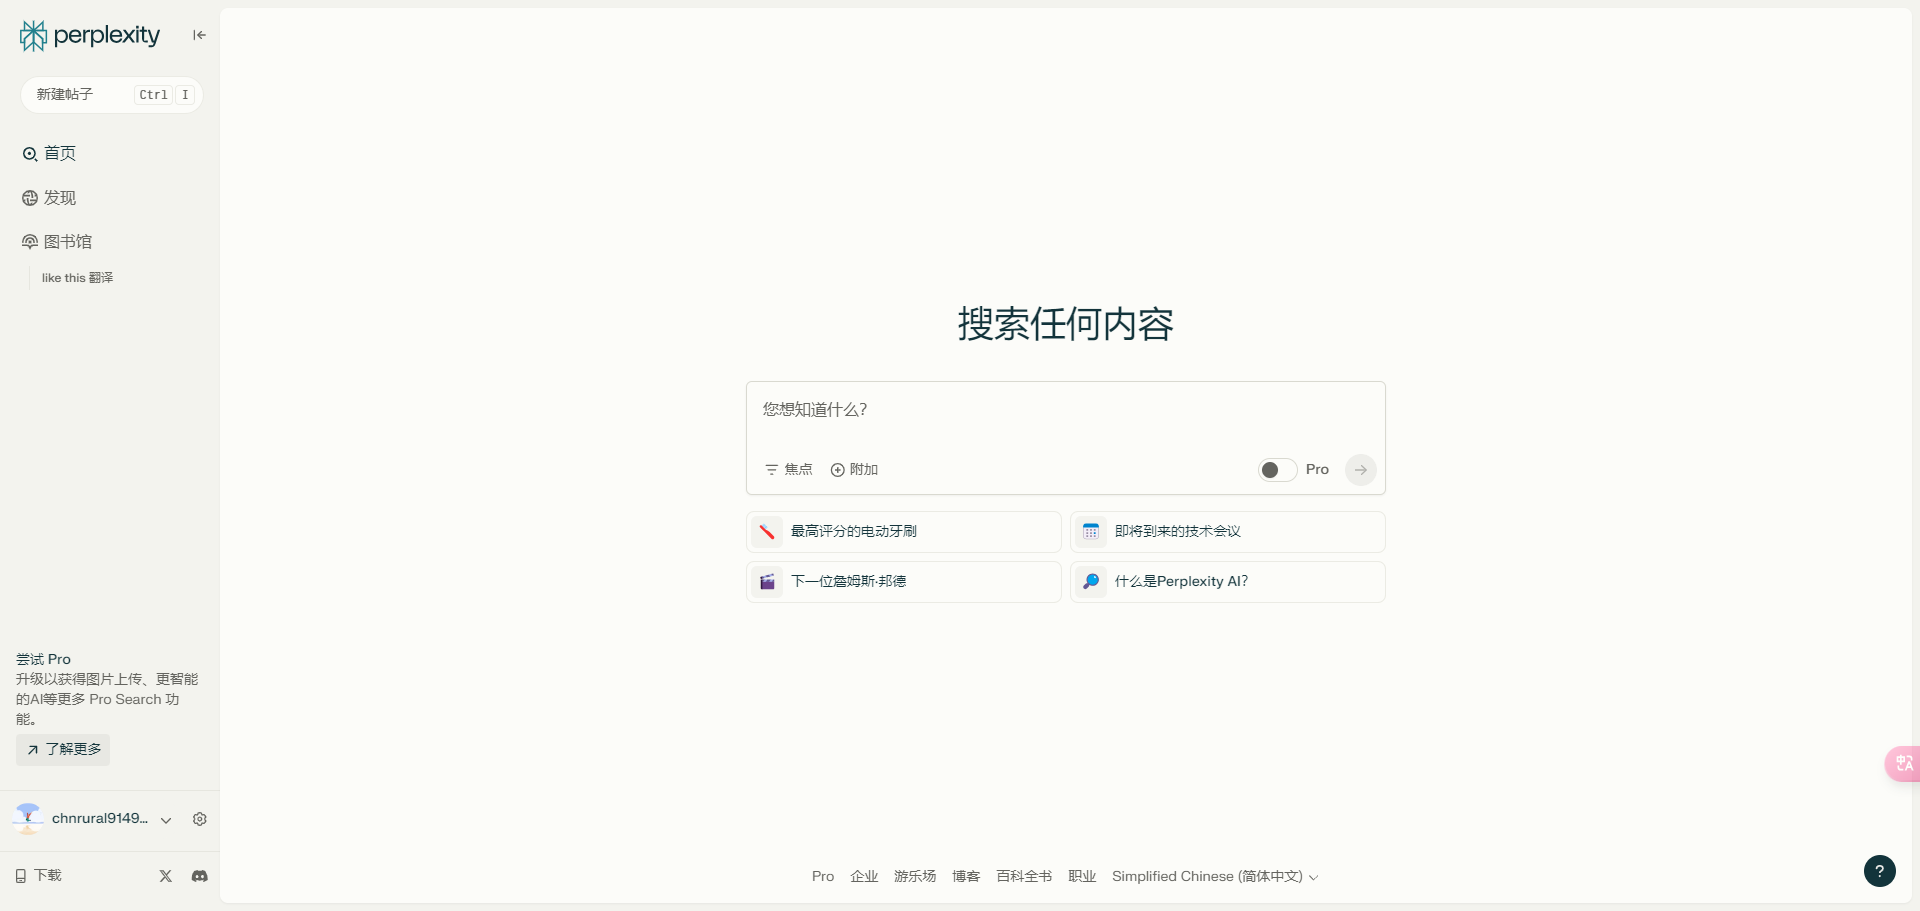 perplexity
新建帖子 Ctrl I
首页
发现
图书馆
like this 翻译
尝试 Pro
升级以获得图片上传、更智能
的AI等更多 Pro Search 功
能。
了解更多
chnrural9149...
下载
搜索任何内容
您想知道什么？
焦点 附加 Pro
最高评分的电动牙刷
即将到来的技术会议
下一位詹姆斯·邦德
什么是Perplexity AI？
Pro 企业 游乐场 博客 百科全书 职业 Simplified Chinese (简体中文)
?
中A